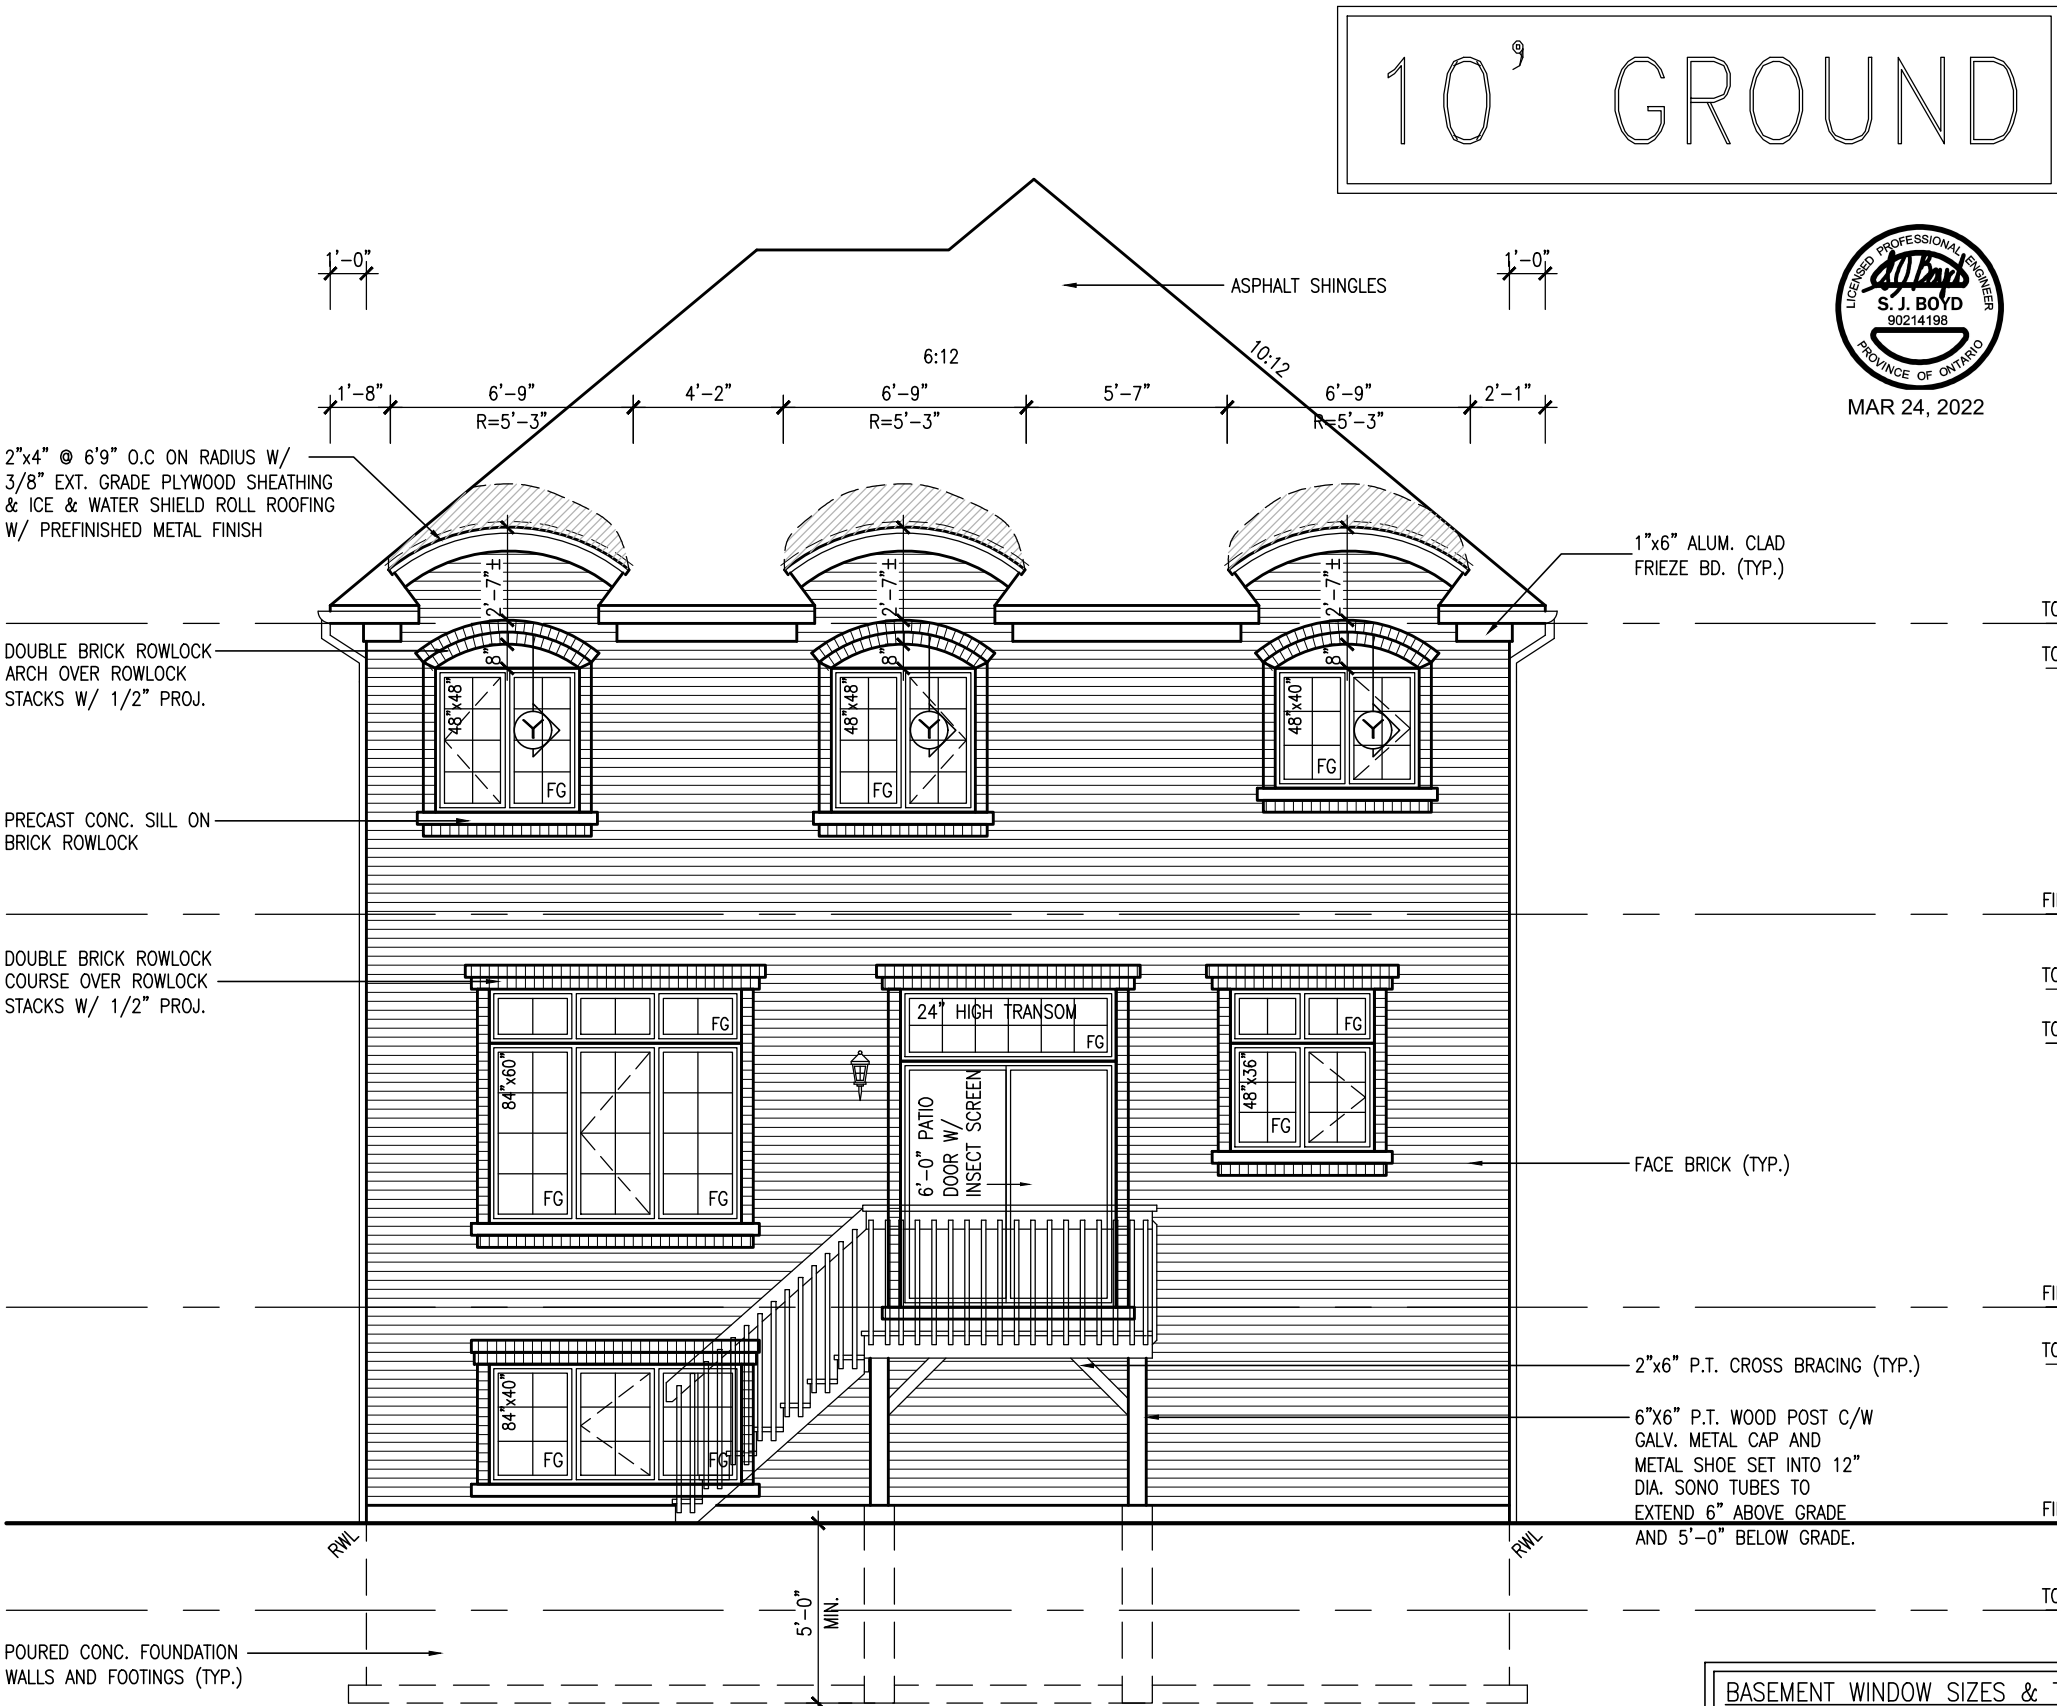 10' GROUND
LICENSED PROFESSIONAL ENGINEER
S. J. BOYD
90214198
PROVINCE OF ONTARIO
MAR 24, 2022
1'-0"
1'-0"
ASPHALT SHINGLES
6:12
10:12
1'-8"
6'-9"
4'-2"
6'-9"
5'-7"
6'-9"
2'-1"
R=5'-3"
R=5'-3"
R=5'-3"
2"x4" @ 6'9" O.C ON RADIUS W/
3/8" EXT. GRADE PLYWOOD SHEATHING
& ICE & WATER SHIELD ROLL ROOFING
W/ PREFINISHED METAL FINISH
1"x6" ALUM. CLAD
FRIEZE BD. (TYP.)
2'-7"±
2'-7"±
2'-7"±
8"
8"
8"
DOUBLE BRICK ROWLOCK
ARCH OVER ROWLOCK
STACKS W/ 1/2" PROJ.
48"x48"
Y
FG
48"x48"
Y
FG
48"x40"
Y
FG
PRECAST CONC. SILL ON
BRICK ROWLOCK
DOUBLE BRICK ROWLOCK
COURSE OVER ROWLOCK
STACKS W/ 1/2" PROJ.
FG
84"x60"
FG
FG
24" HIGH TRANSOM
FG
6'-0" PATIO
DOOR W/
INSECT SCREEN
FG
48"x36"
FG
FACE BRICK (TYP.)
84"x40"
FG
FG
2"x6" P.T. CROSS BRACING (TYP.)
6"X6" P.T. WOOD POST C/W
GALV. METAL CAP AND
METAL SHOE SET INTO 12"
DIA. SONO TUBES TO
EXTEND 6" ABOVE GRADE
AND 5'-0" BELOW GRADE.
RWL
RWL
5'-0"
MIN.
POURED CONC. FOUNDATION
WALLS AND FOOTINGS (TYP.)
BASEMENT WINDOW SIZES &